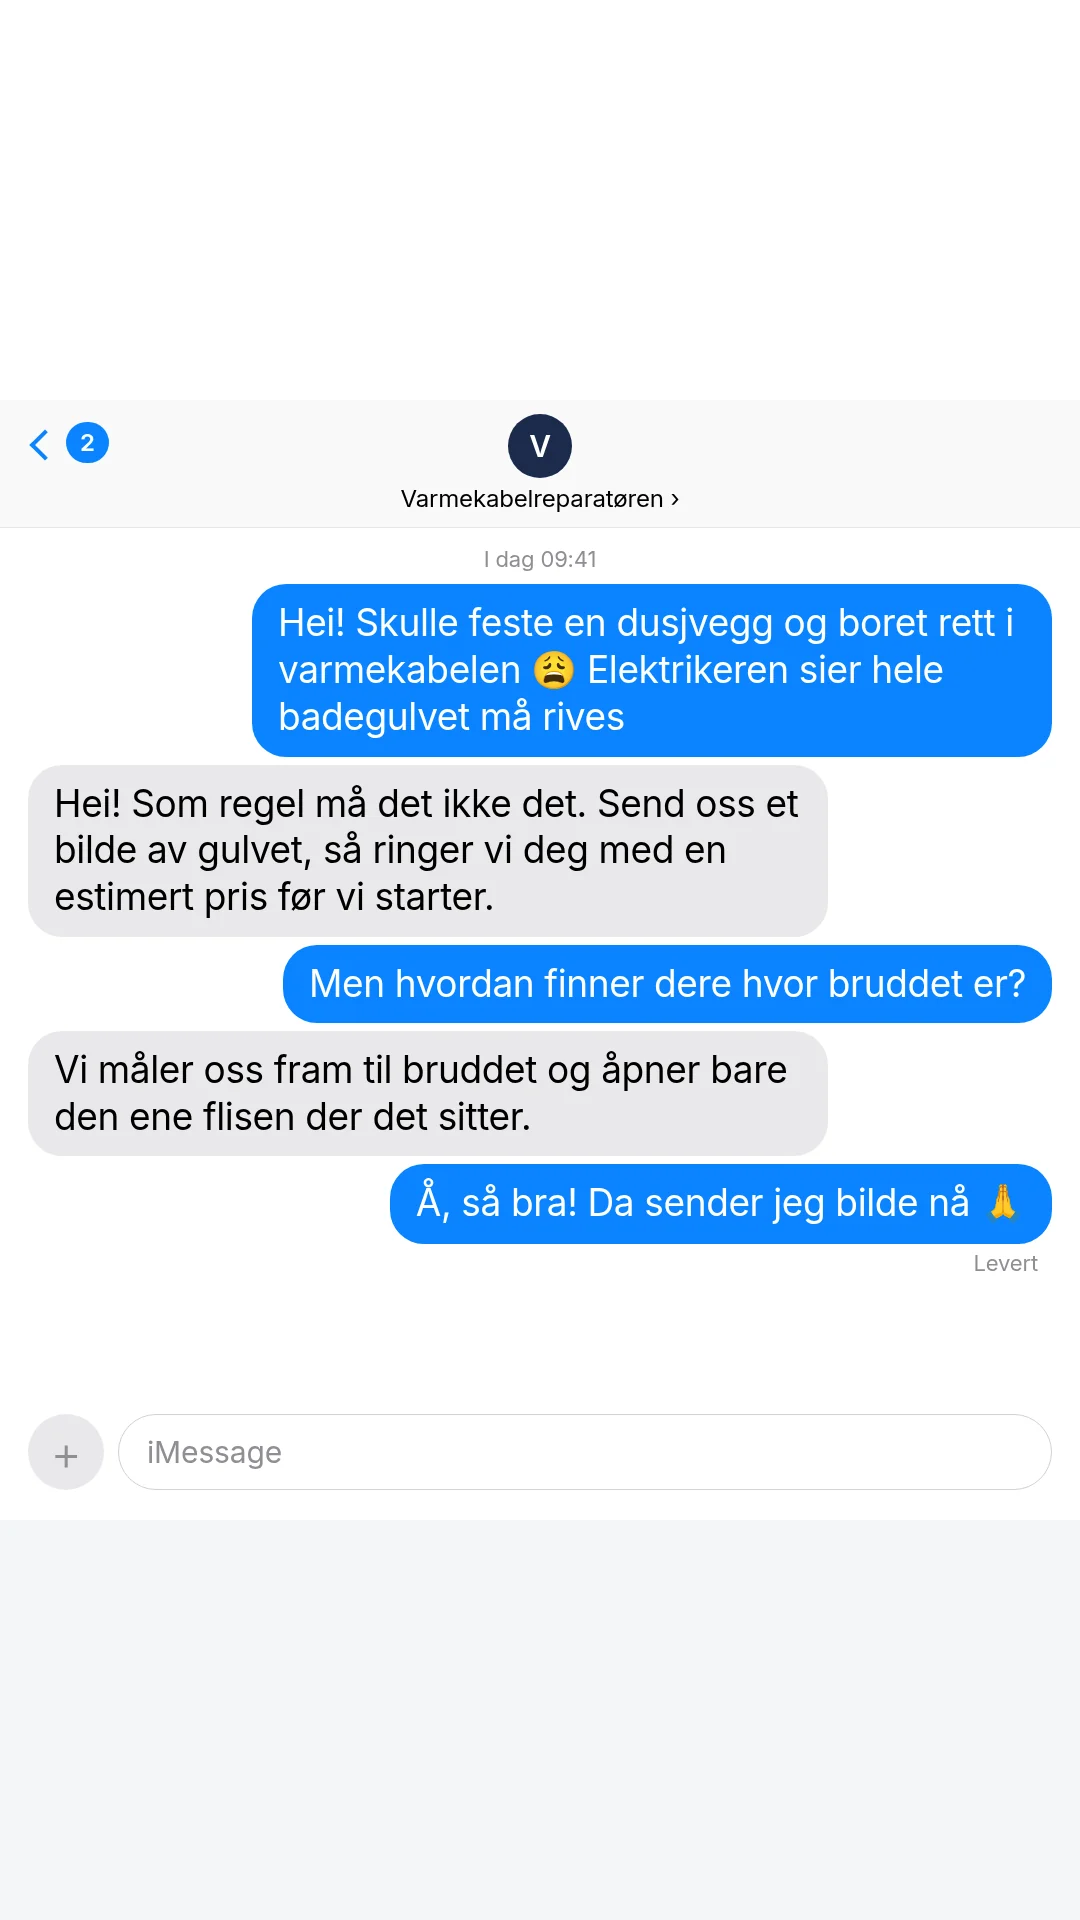 2
V
Varmekabelreparatøren ›
I dag 09:41
Hei! Skulle feste en dusjvegg og boret rett i
varmekabelen 😩 Elektrikeren sier hele
badegulvet må rives
Hei! Som regel må det ikke det. Send oss et
bilde av gulvet, så ringer vi deg med en
estimert pris før vi starter.
Men hvordan finner dere hvor bruddet er?
Vi måler oss fram til bruddet og åpner bare
den ene flisen der det sitter.
Å, så bra! Da sender jeg bilde nå 🙏
Levert
+
iMessage